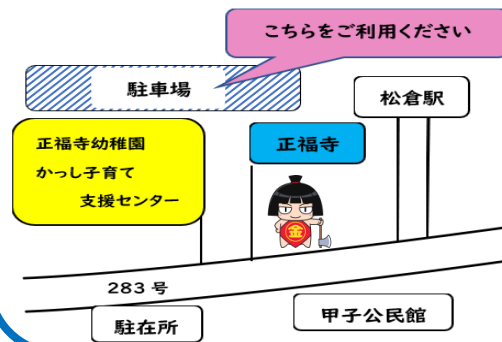 こちらをご利用ください
駐車場
松倉駅
正福寺幼稚園
かっし子育て
支援センター
正福寺
金
283号
駐在所
甲子公民館